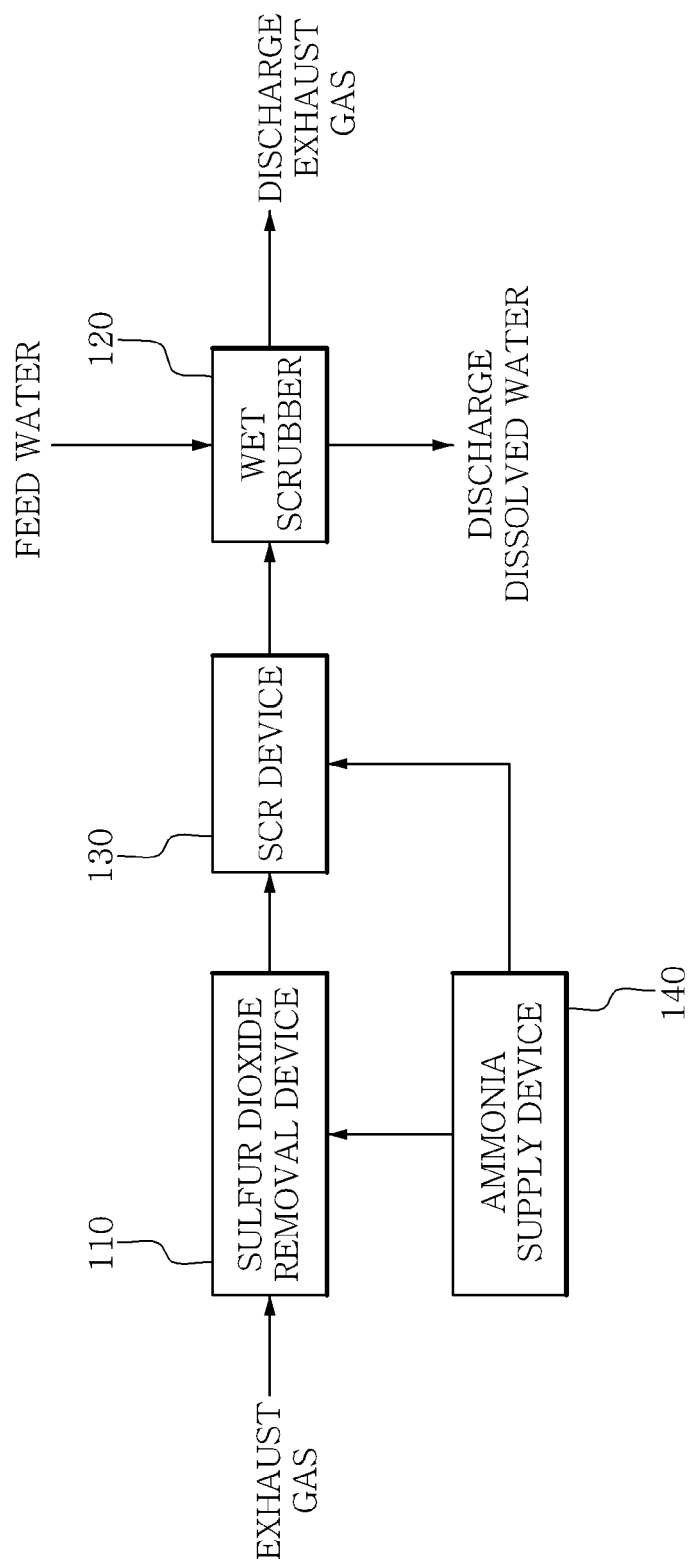 FEED WATER
120
WET
SCRUBBER
DISCHARGE
EXHAUST
GAS
DISCHARGE
DISSOLVED WATER
130
SCR DEVICE
110
SULFUR DIOXIDE
REMOVAL DEVICE
EXHAUST
GAS
AMMONIA
SUPPLY DEVICE
140